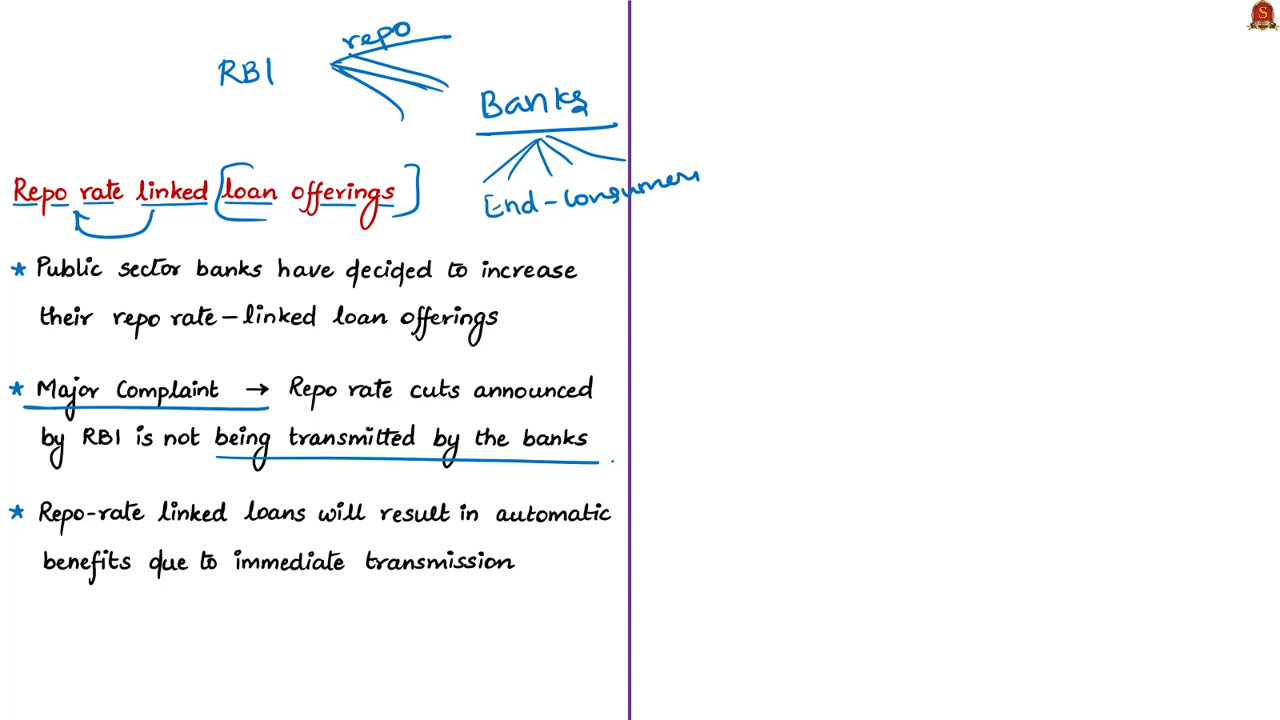 repo
RBI
Banks
End-consumers
Repo rate linked [loan offerings]
* Public sector banks have decided to increase
their repo rate-linked loan offerings
* Major Complaint → Repo rate cuts announced
by RBI is not being transmitted by the banks
* Repo-rate linked loans will result in automatic
benefits due to immediate transmission
S